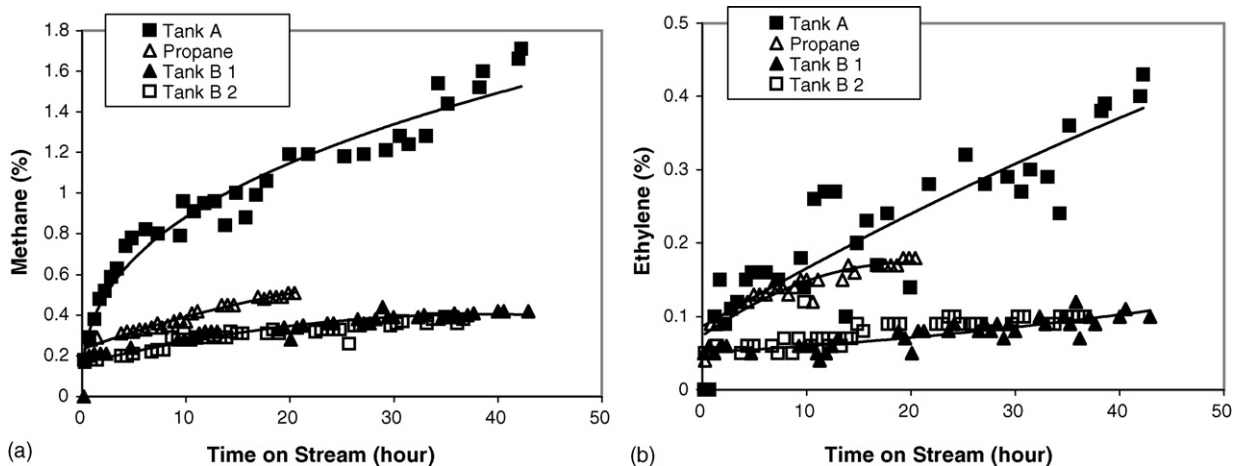 Tank A
Propane
Tank B 1
Tank B 2
1.8
1.6
1.4
1.2
1
0.8
0.6
0.4
0.2
0
Methane (%)
0 10 20 30 40 50
(a) Time on Stream (hour)
Tank A
Propane
Tank B 1
Tank B 2
0.5
0.4
0.3
0.2
0.1
0
Ethylene (%)
0 10 20 30 40 50
(b) Time on Stream (hour)